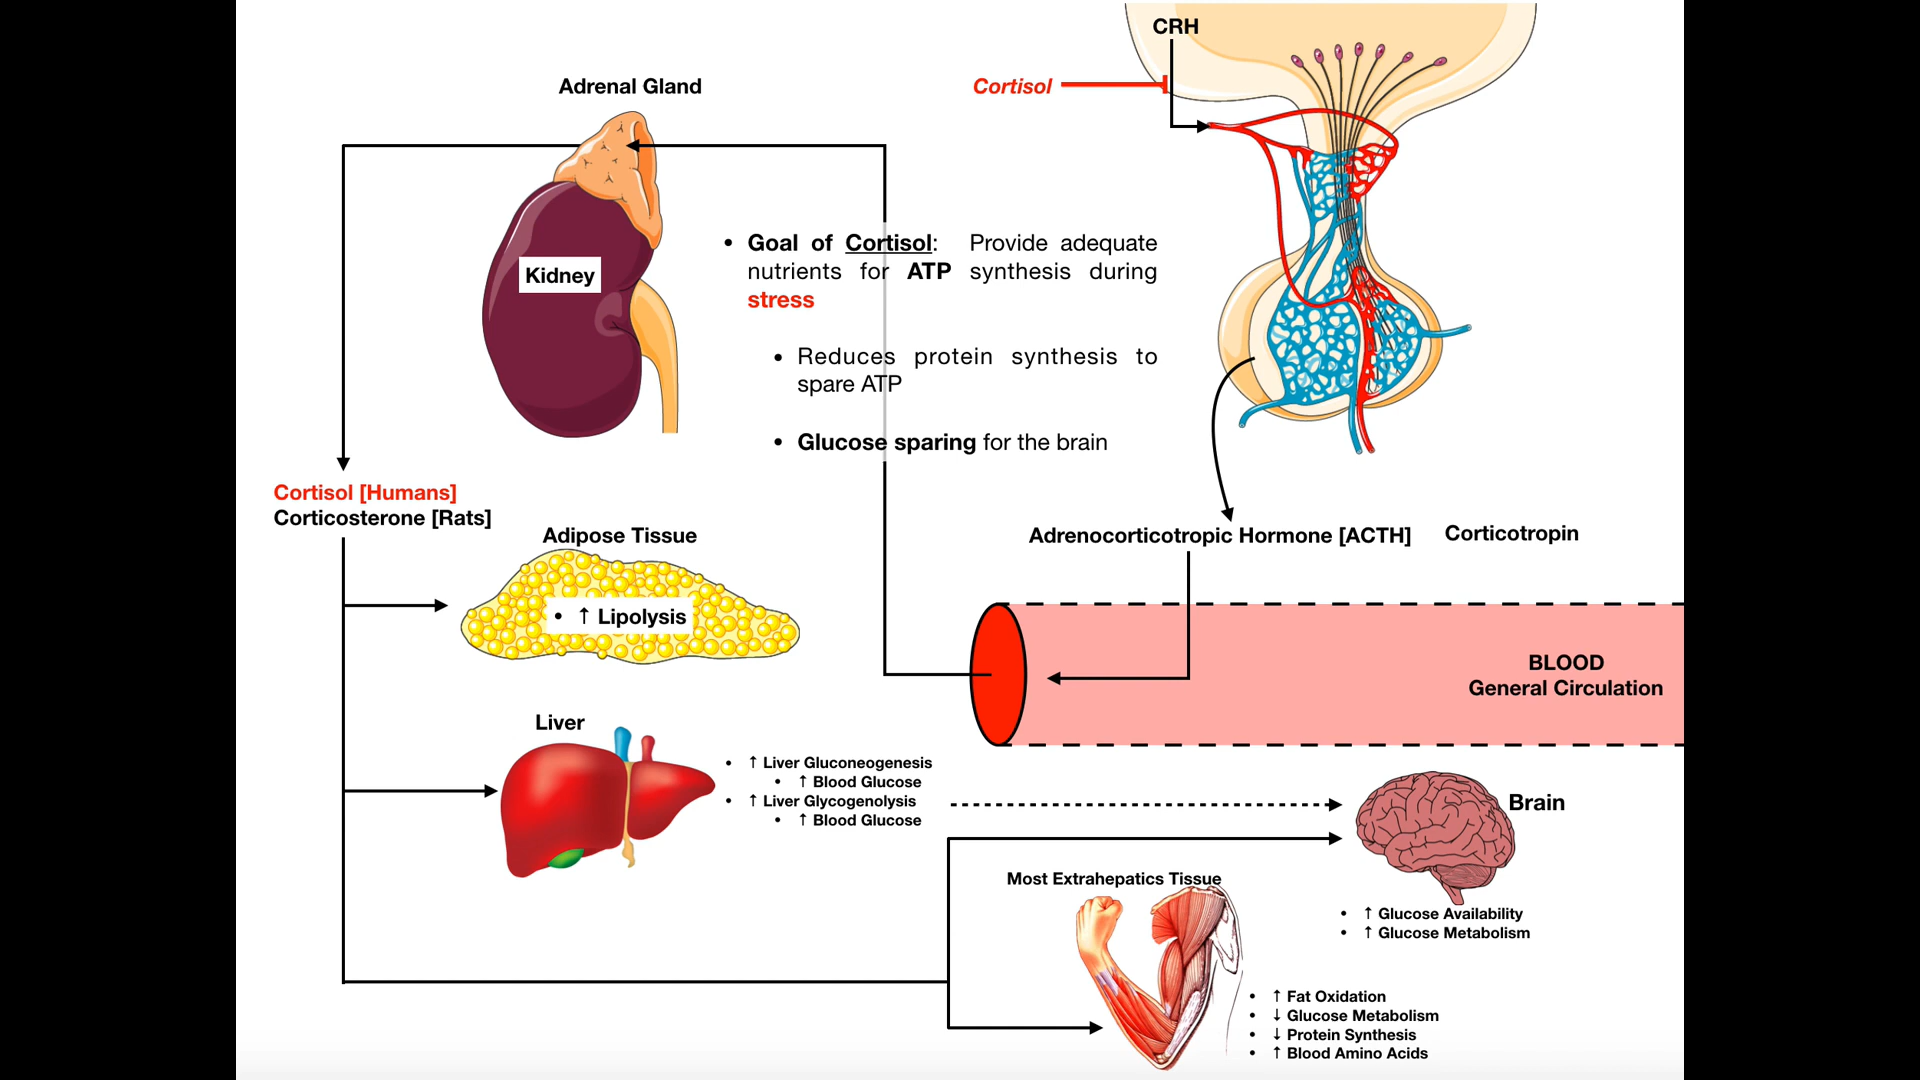 CRH
Cortisol
Adrenal Gland
Kidney
• Goal of Cortisol: Provide adequate
nutrients for ATP synthesis during
stress
• Reduces protein synthesis to
spare ATP
• Glucose sparing for the brain
Cortisol [Humans]
Corticosterone [Rats]
Adipose Tissue
• ↑ Lipolysis
Adrenocorticotropic Hormone [ACTH]
Corticotropin
BLOOD
General Circulation
Liver
• ↑ Liver Gluconeogenesis
• ↑ Blood Glucose
• ↑ Liver Glycogenolysis
• ↑ Blood Glucose
Brain
• ↑ Glucose Availability
• ↑ Glucose Metabolism
Most Extrahepatics Tissue
• ↑ Fat Oxidation
• ↓ Glucose Metabolism
• ↓ Protein Synthesis
• ↑ Blood Amino Acids